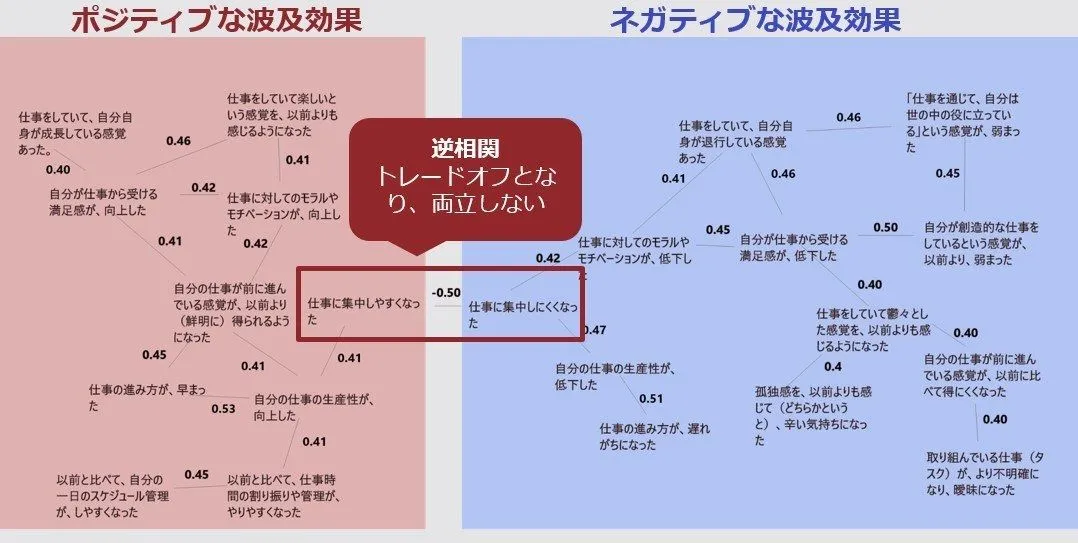 ポジティブな波及効果
仕事をしていて、自分自
身が成長している感覚
あった。
仕事をしていて楽しいと
いう感覚を、以前よりも
感じるようになった
0.46
0.40
0.41
自分が仕事から受ける
満足感が、向上した
0.42
仕事に対してのモラルや
モチベーションが、向上し
た
0.41
0.42
自分の仕事が前に進ん
でいる感覚が、以前より
（鮮明に）得られるよう
になった
仕事に集中しやすくなっ
た
0.45
0.41
0.41
仕事の進み方が、早まっ
た
0.53
自分の仕事の生産性が、
向上した
0.41
以前と比べて、自分の
一日のスケジュール管理
が、しやすくなった
0.45
以前と比べて、仕事時
間の割り振りや管理が、
やりやすくなった
逆相関
トレードオフとな
り、両立しない
-0.50
ネガティブな波及効果
仕事をしていて、自分自
身が退行している感覚
あった
0.46
「仕事を通じて、自分は
世の中の役に立ってい
る」という感覚が、弱まっ
た
0.41
0.46
0.45
仕事に対してのモラルや
モチベーションが、低下し
た
0.45
自分が仕事から受ける
満足感が、低下した
0.50
自分が創造的な仕事を
しているという感覚が、
以前より、弱まった
0.42
仕事に集中しにくくなっ
た
0.40
0.47
仕事をしていて鬱々とし
た感覚を、以前よりも感
じるようになった
0.40
自分の仕事の生産性が、
低下した
0.4
自分の仕事が前に進ん
でいる感覚が、以前に比
べて得にくくなった
0.51
孤独感を、以前よりも感
じて（どちらかという
と）、辛い気持ちになっ
た
0.40
仕事の進み方が、遅れ
がちになった
取り組んでいる仕事（タ
スク）が、より不明確に
なり、曖昧になった